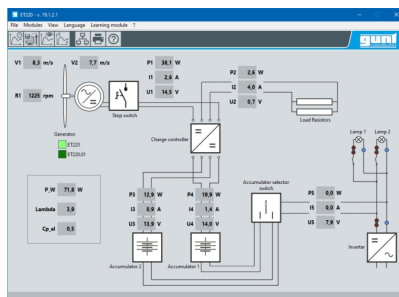 ET220 - v. 19.1.2.1
File Modules View Language Learning module ?
gunt
V1 8,3 m/s
V2 7,7 m/s
P1 38,1 W
I1 2,6 A
U1 14,5 V
P2 2,6 W
I2 4,0 A
U2 0,7 V
R1 1225 rpm
Stop switch
Load Resistors
Lamp 1 Lamp 2
Generator
ET220
ET220.01
Charge controller
Accumulator selector
switch
P_W 71,8 W
Lambda 3,9
Cp_el 0,5
P3 12,9 W
I3 0,9 A
U3 13,9 V
P4 19,9 W
I4 1,4 A
U4 14,0 V
P5 0,0 W
I5 0,0 A
U5 7,9 V
Accumulator 2
Accumulator 1
Inverter